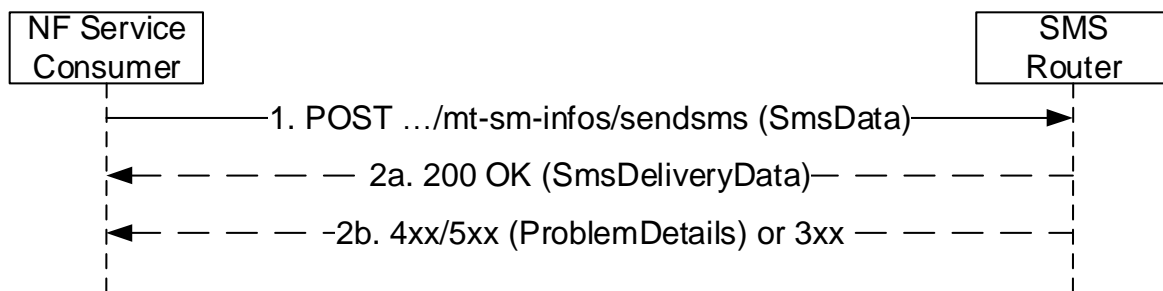 NF Service
Consumer
SMS
Router
1. POST …/mt-sm-infos/sendsms (SmsData)
2a. 200 OK (SmsDeliveryData)
2b. 4xx/5xx (ProblemDetails) or 3xx